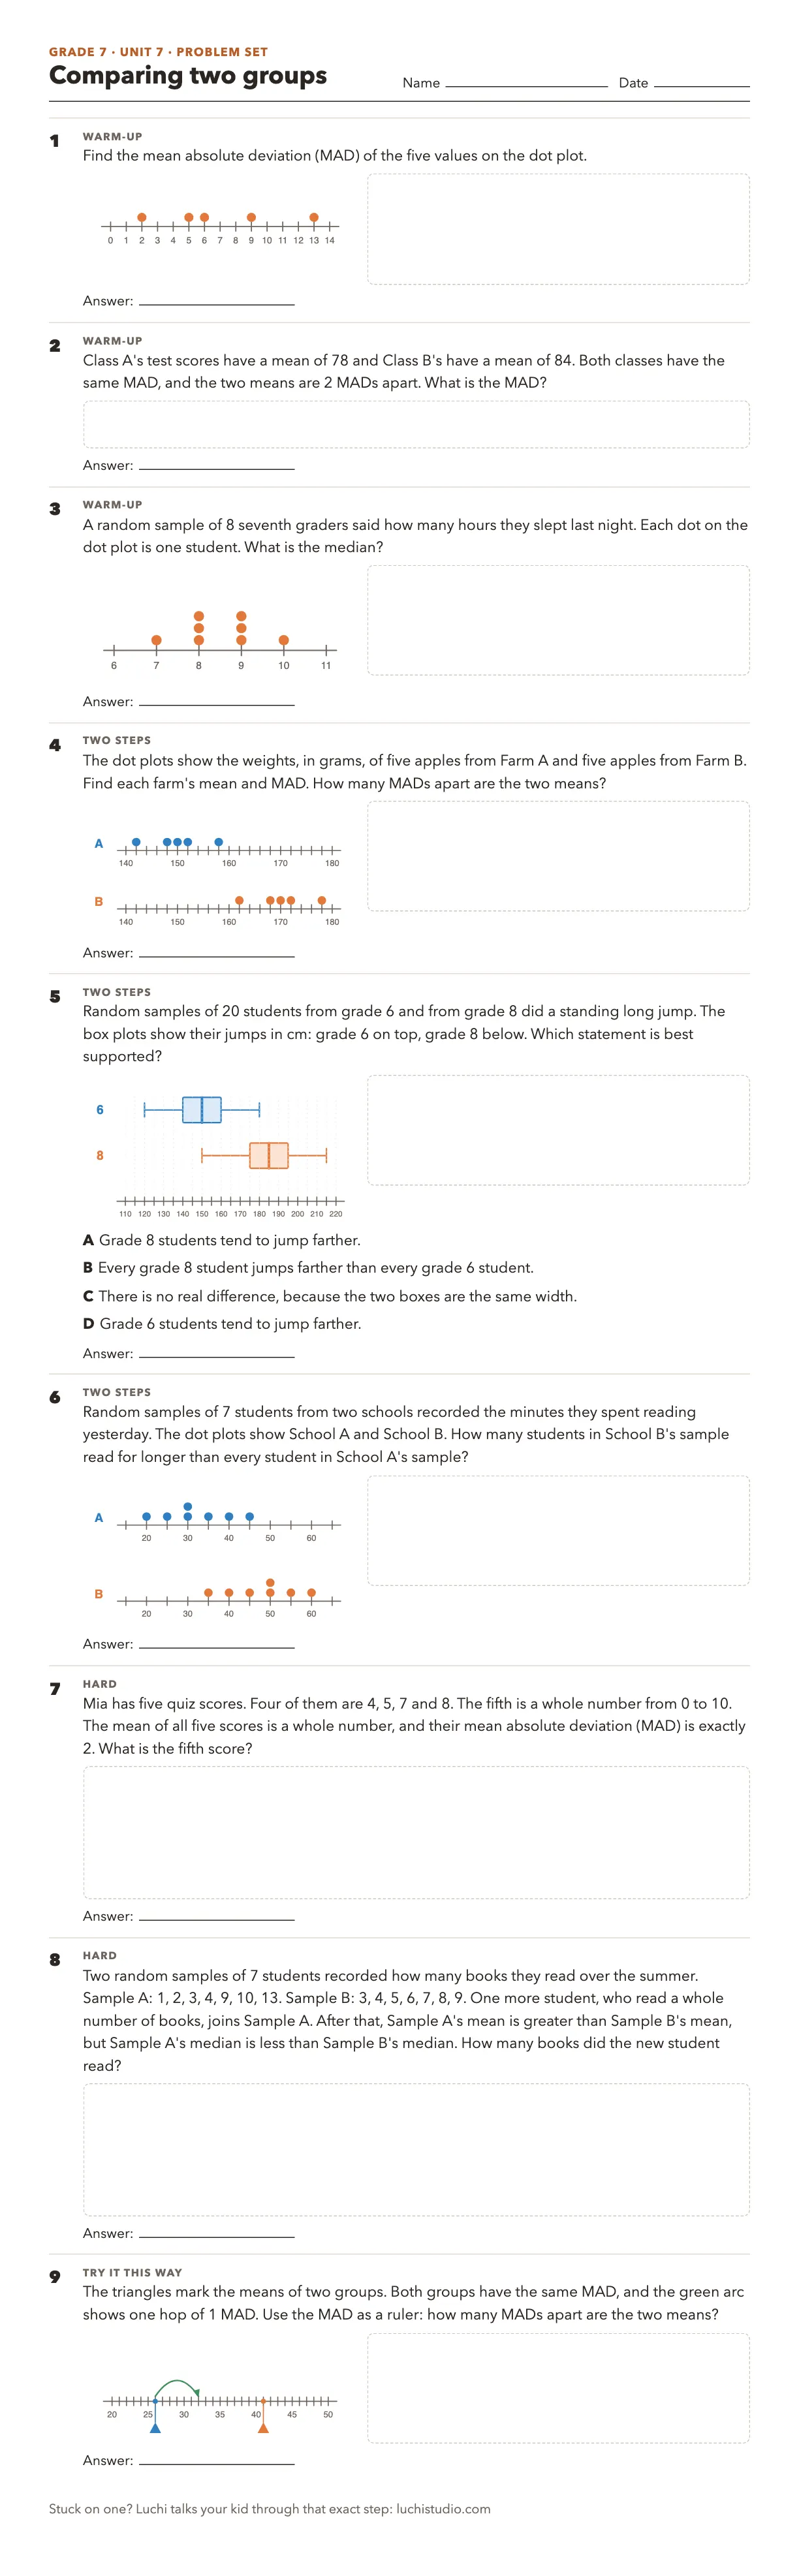 GRADE 7 · UNIT 7 · PROBLEM SET
Comparing two groups
Name Date
1
WARM-UP
Find the mean absolute deviation (MAD) of the five values on the dot plot.
0 1 2 3 4 5 6 7 8 9 10 11 12 13 14
Answer:
2
WARM-UP
Class A's test scores have a mean of 78 and Class B's have a mean of 84. Both classes have the
same MAD, and the two means are 2 MADs apart. What is the MAD?
Answer:
3
WARM-UP
A random sample of 8 seventh graders said how many hours they slept last night. Each dot on the
dot plot is one student. What is the median?
6 7 8 9 10 11
Answer:
4
TWO STEPS
The dot plots show the weights, in grams, of five apples from Farm A and five apples from Farm B.
Find each farm's mean and MAD. How many MADs apart are the two means?
A
140 150 160 170 180
B
140 150 160 170 180
Answer:
5
TWO STEPS
Random samples of 20 students from grade 6 and from grade 8 did a standing long jump. The
box plots show their jumps in cm: grade 6 on top, grade 8 below. Which statement is best
supported?
6
8
110 120 130 140 150 160 170 180 190 200 210 220
A Grade 8 students tend to jump farther.
B Every grade 8 student jumps farther than every grade 6 student.
C There is no real difference, because the two boxes are the same width.
D Grade 6 students tend to jump farther.
Answer:
6
TWO STEPS
Random samples of 7 students from two schools recorded the minutes they spent reading
yesterday. The dot plots show School A and School B. How many students in School B's sample
read for longer than every student in School A's sample?
A
20 30 40 50 60
B
20 30 40 50 60
Answer:
7
HARD
Mia has five quiz scores. Four of them are 4, 5, 7 and 8. The fifth is a whole number from 0 to 10.
The mean of all five scores is a whole number, and their mean absolute deviation (MAD) is exactly
2. What is the fifth score?
Answer:
8
HARD
Two random samples of 7 students recorded how many books they read over the summer.
Sample A: 1, 2, 3, 4, 9, 10, 13. Sample B: 3, 4, 5, 6, 7, 8, 9. One more student, who read a whole
number of books, joins Sample A. After that, Sample A's mean is greater than Sample B's mean,
but Sample A's median is less than Sample B's median. How many books did the new student
read?
Answer:
9
TRY IT THIS WAY
The triangles mark the means of two groups. Both groups have the same MAD, and the green arc
shows one hop of 1 MAD. Use the MAD as a ruler: how many MADs apart are the two means?
20 25 30 35 40 45 50
Answer:
Stuck on one? Luchi talks your kid through that exact step: luchistudio.com